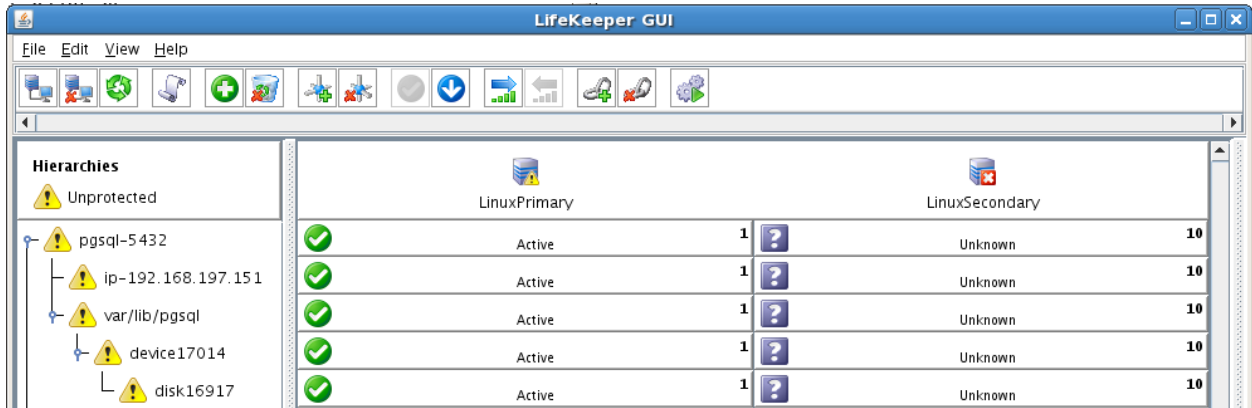 LifeKeeper GUI
File Edit View Help
Hierarchies
Unprotected
LinuxPrimary
LinuxSecondary
pgsql-5432
Active 1
Unknown 10
ip-192.168.197.151
Active 1
Unknown 10
var/lib/pgsql
Active 1
Unknown 10
device17014
Active 1
Unknown 10
disk16917
Active 1
Unknown 10